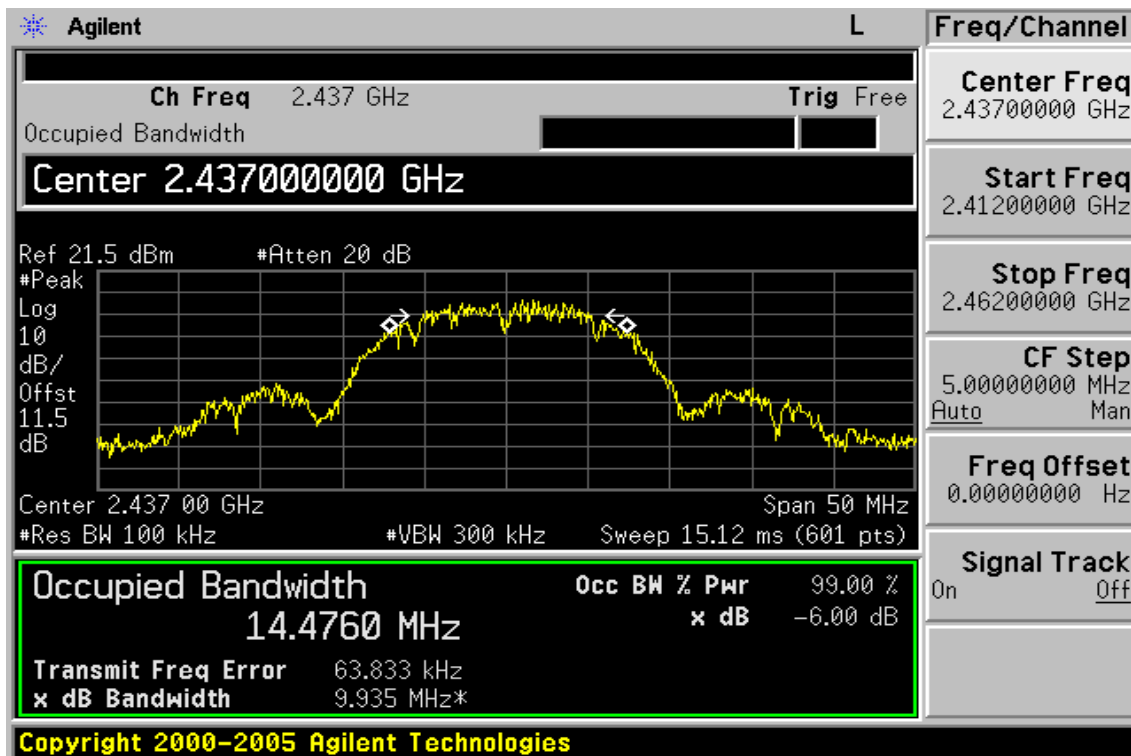 Agilent L
Freq/Channel
Ch Freq 2.437 GHz Trig Free
Occupied Bandwidth
Center 2.437000000 GHz
Ref 21.5 dBm #Atten 20 dB
#Peak
Log
10
dB/
Offst
11.5
dB
Center 2.437 00 GHz Span 50 MHz
#Res BW 100 kHz #VBW 300 kHz Sweep 15.12 ms (601 pts)
Occupied Bandwidth
14.4760 MHz
Occ BW % Pwr 99.00 %
x dB -6.00 dB
Transmit Freq Error 63.833 kHz
x dB Bandwidth 9.935 MHz*
Center Freq
2.43700000 GHz
Start Freq
2.41200000 GHz
Stop Freq
2.46200000 GHz
CF Step
5.00000000 MHz
Auto Man
Freq Offset
0.00000000 Hz
Signal Track
On Off
Copyright 2000-2005 Agilent Technologies